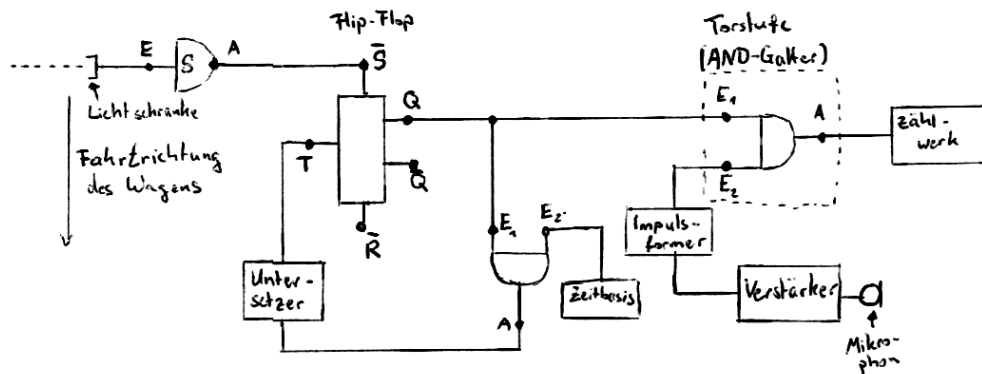 Flip-Flop
Torstufe
(AND-Gatter)
E
S
A
S̄
Lichtschranke
Fahrtrichtung
des Wagens
T
Q
Q̄
R̄
E₁
E₂
A
Zähl-
werk
E₁
E₂
A
Unter-
setzer
Zeitbasis
Impuls-
former
Verstärker
Mikro-
phon